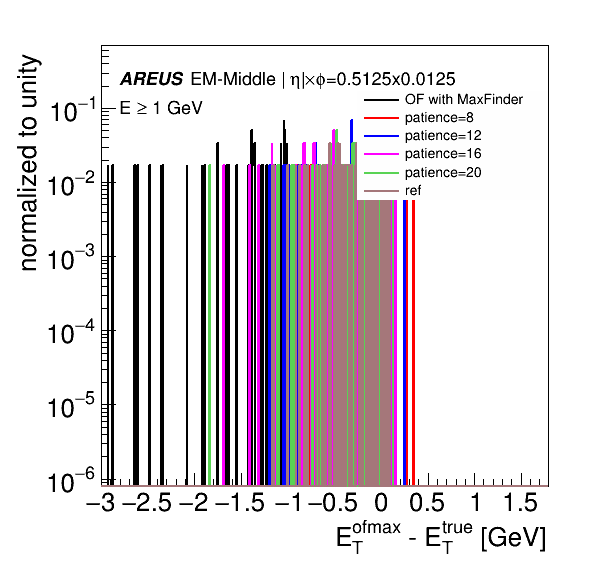 AREUS EM-Middle | η|×ϕ=0.5125x0.0125
E ≥ 1 GeV
OF with MaxFinder
patience=8
patience=12
patience=16
patience=20
ref
normalized to unity
10⁻¹
10⁻²
10⁻³
10⁻⁴
10⁻⁵
10⁻⁶
−3 −2.5 −2 −1.5 −1 −0.5 0 0.5 1 1.5
E_T^ofmax - E_T^true [GeV]